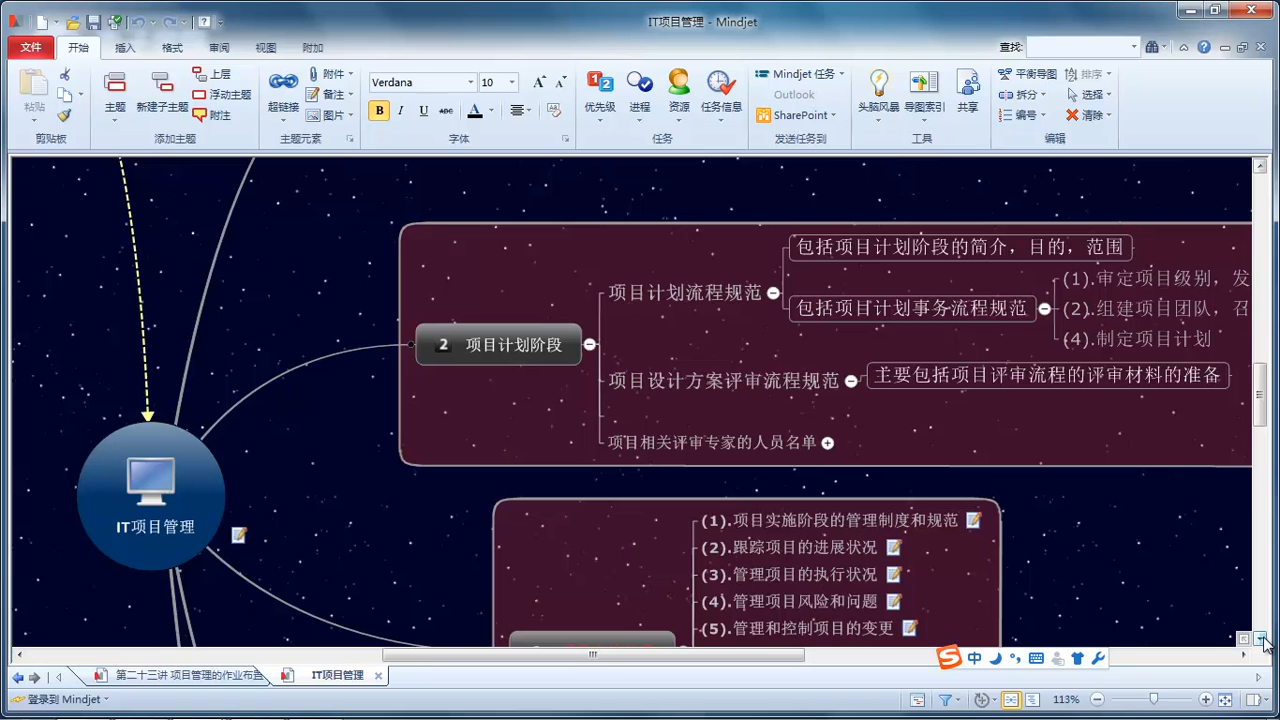 IT项目管理 - Mindjet
文件 开始 插入 格式 审阅 视图 附加 查找:
粘贴
剪贴板
主题 新建子主题 上层 浮动主题 附注
添加主题
超链接 附件 备注 图片
主题元素
Verdana 10
B I U abc A
字体
优先级 进程 资源 任务信息
任务
Mindjet 任务
Outlook
SharePoint
发送任务到
头脑风暴 导图索引 共享
工具
平衡导图 排序
拆分 选择
编号 清除
编辑
包括项目计划阶段的简介，目的，范围
项目计划流程规范
(1).审定项目级别，发
包括项目计划事务流程规范
(2).组建项目团队，召
(4).制定项目计划
2 项目计划阶段
项目设计方案评审流程规范
主要包括项目评审流程的评审材料的准备
项目相关评审专家的人员名单
IT项目管理
(1).项目实施阶段的管理制度和规范
(2).跟踪项目的进展状况
(3).管理项目的执行状况
(4).管理项目风险和问题
(5).管理和控制项目的变更
S 中
第二十三讲 项目管理的作业布置 IT项目管理
登录到 Mindjet 113%